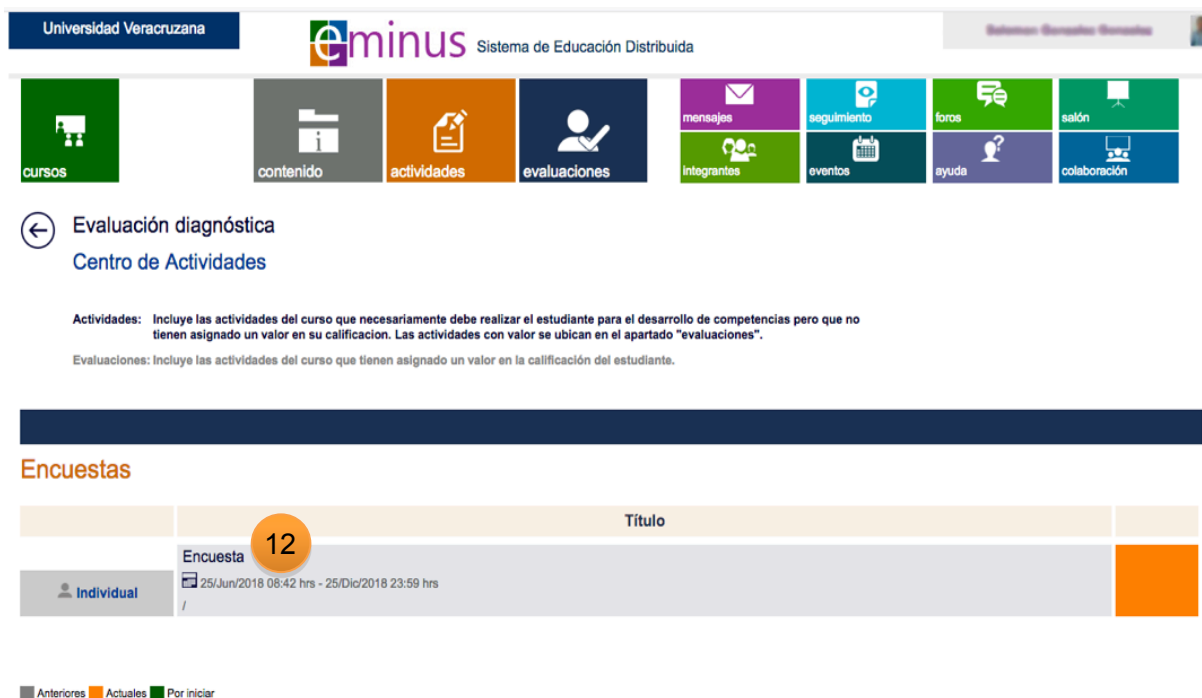 Universidad Veracruzana
eminus Sistema de Educación Distribuida
cursos
contenido
actividades
evaluaciones
mensajes
seguimiento
foros
salón
integrantes
eventos
ayuda
colaboración
Evaluación diagnóstica
Centro de Actividades
Actividades: Incluye las actividades del curso que necesariamente debe realizar el estudiante para el desarrollo de competencias pero que no
tienen asignado un valor en su calificacion. Las actividades con valor se ubican en el apartado "evaluaciones".
Evaluaciones: Incluye las actividades del curso que tienen asignado un valor en la calificación del estudiante.
Encuestas
Título
Encuesta
12
25/Jun/2018 08:42 hrs - 25/Dic/2018 23:59 hrs
/
Individual
Anteriores Actuales Por iniciar